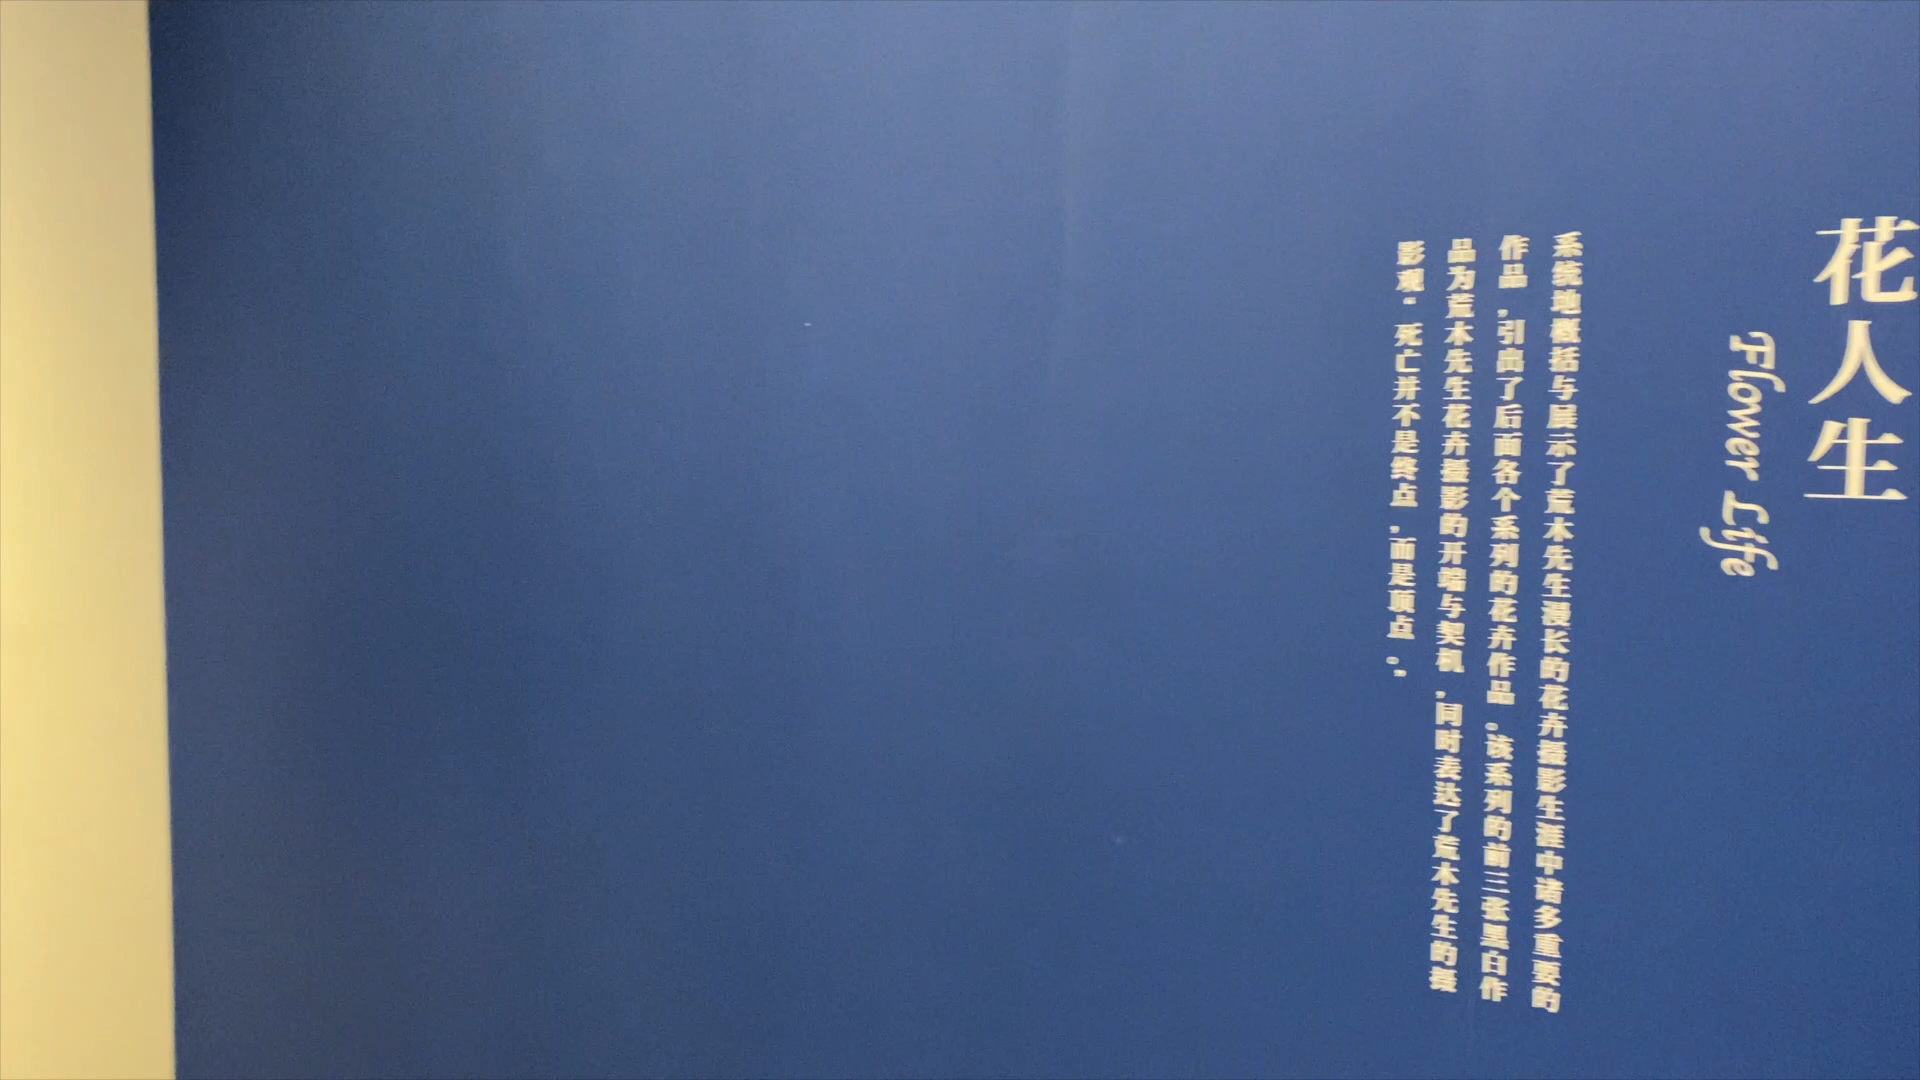 花人生
Flower Life
系统地概括与展示了荒木先生漫长的花卉摄影生涯中诸多重要的
作品，引出了后面各个系列的花卉作品。该系列的前三张黑白作
品为荒木先生花卉摄影的开端与契机，同时表达了荒木先生的摄
影观“死亡并不是终点，而是顶点。”